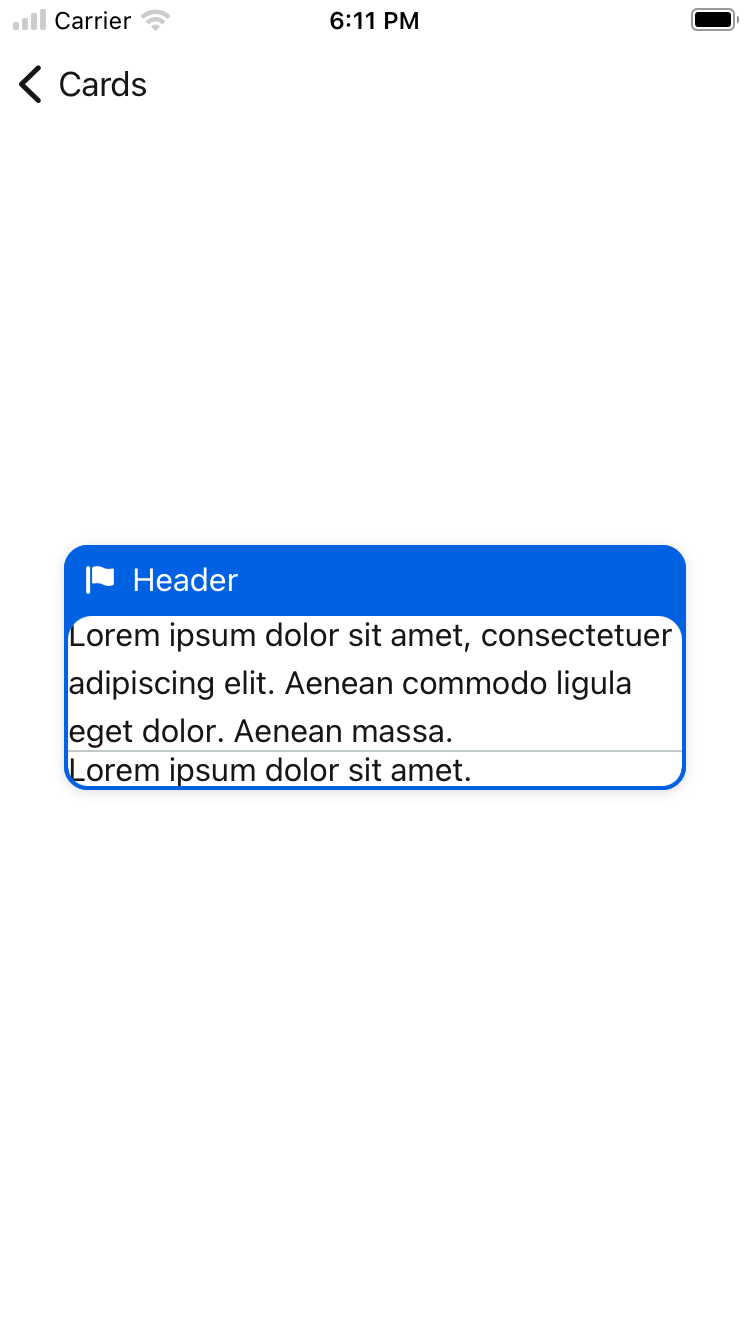 Carrier 6:11 PM
Cards
Header
Lorem ipsum dolor sit amet, consectetuer
adipiscing elit. Aenean commodo ligula
eget dolor. Aenean massa.
Lorem ipsum dolor sit amet.